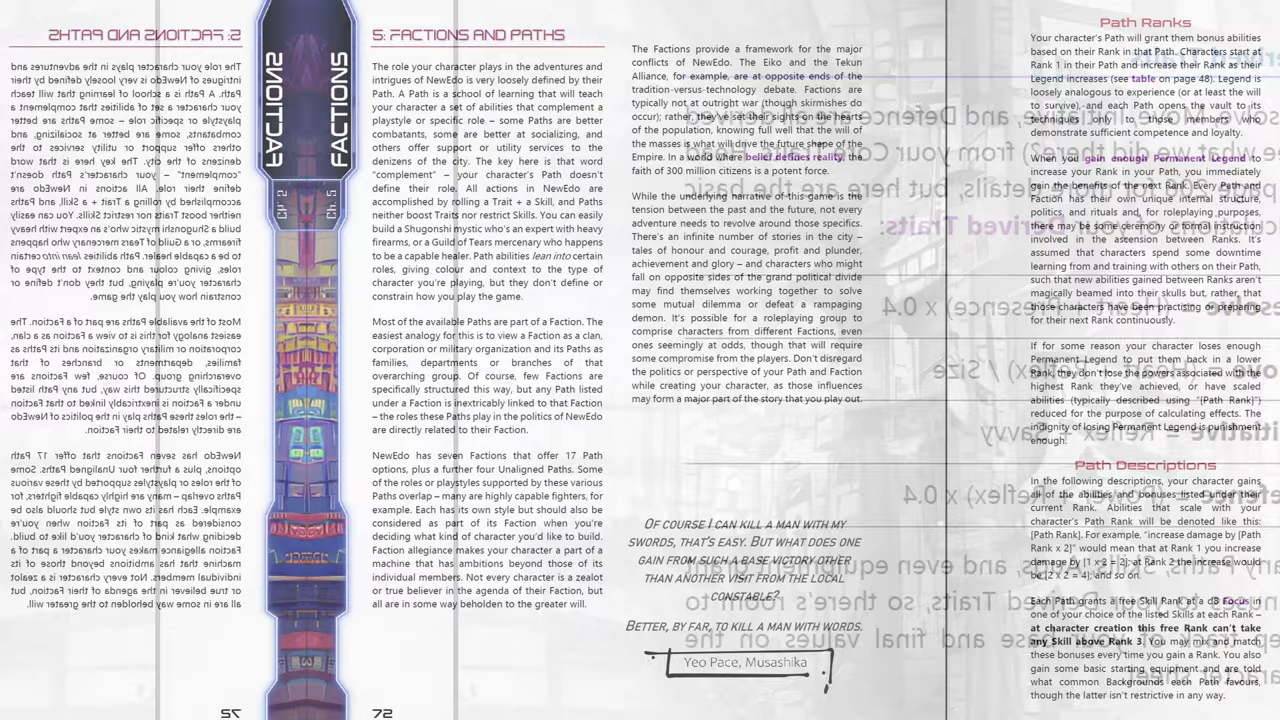 5: FACTIONS AND PATHS
The role your character plays in the adventures and
intrigues of NewEdo is very loosely defined by their
Path. A Path is a school of learning that will teach
your character a set of abilities that complement a
playstyle or specific role – some Paths are better
combatants, some are better at socializing, and
others offer support or utility services to the
denizens of the city. The key here is that word
“complement” – your character’s Path doesn’t
define their role. All actions in NewEdo are
accomplished by rolling a Trait + a Skill, and Paths
neither boost Traits nor restrict Skills. You can easily
build a Shugonin mystic who’s an expert with heavy
firearms, or a Guild of Tears mercenary who happens
to be a capable healer. Path abilities lean into certain
roles, giving colour and context to the type of
character you’re playing, but they don’t define or
constrain how you play the game.
Most of the available Paths are part of a Faction. The
easiest analogy for this is to view a Faction as a clan,
corporation or military organization and its Paths as
families, departments or branches of that
overarching group. Of course, few Factions are
specifically structured this way, but any Path listed
under a Faction is inextricably linked to that Faction
– the roles these Paths play in the politics of NewEdo
are directly related to their Faction.
NewEdo has seven Factions that offer 17 Path
options, plus a further four Unaligned Paths. Some
of the roles or playstyles supported by these various
Paths overlap – many are highly capable fighters, for
example. Each has its own style but should also be
considered as part of its Faction when you’re
deciding what kind of character you’d like to build.
Faction allegiance makes your character a part of a
machine that has ambitions beyond those of its
individual members. Not every character is a zealot
or true believer in the agenda of their Faction, but
all are in some way beholden to the greater will.
72
FACTIONS
Ch. 5
The Factions provide a framework for the major
conflicts of NewEdo. The Eiko and the Tekun
Alliance, for example, are at opposite ends of the
tradition-versus-technology debate. Factions are
typically not at outright war (though skirmishes do
occur); rather, they’ve set their sights on the hearts
of the population, knowing full well that the will of
the masses is what will drive the future shape of the
Empire. In a world where belief defines reality, the
faith of 300 million citizens is a potent force.
While the underlying narrative of this game is the
tension between the past and the future, not every
adventure needs to revolve around those specifics.
There’s an infinite number of stories in the city –
tales of honour and courage, profit and plunder,
achievement and glory – and characters who might
fall on opposite sides of the grand political divide
may find themselves working together to solve
some mutual dilemma or defeat a rampaging
demon. It’s possible for a roleplaying group to
comprise characters from different Factions, even
ones seemingly at odds, though that will require
some compromise from the players. Don’t disregard
the politics or perspective of your Path and Faction
while creating your character, as those influences
may form a major part of the story that you play out.
OF COURSE I CAN KILL A MAN WITH MY
SWORDS, THAT’S EASY. BUT WHAT DOES ONE
GAIN FROM SUCH A BASE VICTORY OTHER
THAN ANOTHER VISIT FROM THE LOCAL
CONSTABLE?
BETTER, BY FAR, TO KILL A MAN WITH WORDS.
Yeo Pace, Musashika
Path Ranks
Your character’s Path will grant them bonus abilities
based on their Rank in that Path. Characters start at
Rank 1 in their Path and increase their Rank as their
Legend increases (see table on page 48). Legend is
loosely analogous to experience (or at least the will
to survive), and each Path opens the vault to its
techniques only to those members who
demonstrate sufficient competence and loyalty.
When you gain enough Permanent Legend to
increase your Rank in your Path, you immediately
gain the benefits of the next Rank. Every Path and
Faction has their own unique internal structure,
politics, and rituals and, for roleplaying purposes,
there may be some ceremony or formal instruction
involved in the ascension between Ranks. It’s
assumed that characters spend some downtime
learning from and training with others on their Path,
such that new abilities gained between Ranks aren’t
magically beamed into their skulls but, rather, that
those characters have been practising or preparing
for their next Rank continuously.
If for some reason your character loses enough
Permanent Legend to put them back in a lower
Rank, they don’t lose the powers associated with the
highest Rank they’ve achieved, or have scaled
abilities (typically described using “[Path Rank]”)
reduced for the purpose of calculating effects. The
indignity of losing Permanent Legend is punishment
enough.
Path Descriptions
In the following descriptions, your character gains
all of the abilities and bonuses listed under their
current Rank. Abilities that scale with your
character’s Path Rank will be denoted like this:
[Path Rank]. For example, “increase damage by [Path
Rank x 2]” would mean that at Rank 1 you increase
damage by [1 x 2 = 2]; at Rank 2 the increase would
be [2 x 2 = 4]; and so on.
Each Path grants a free Skill Rank at a d8 Focus in
one of your choice of the listed Skills at each Rank –
at character creation this free Rank can’t take
any Skill above Rank 3. You may mix and match
these bonuses every time you gain a Rank. You also
gain some basic starting equipment and are told
what common Backgrounds each Path favours,
though the latter isn’t restrictive in any way.